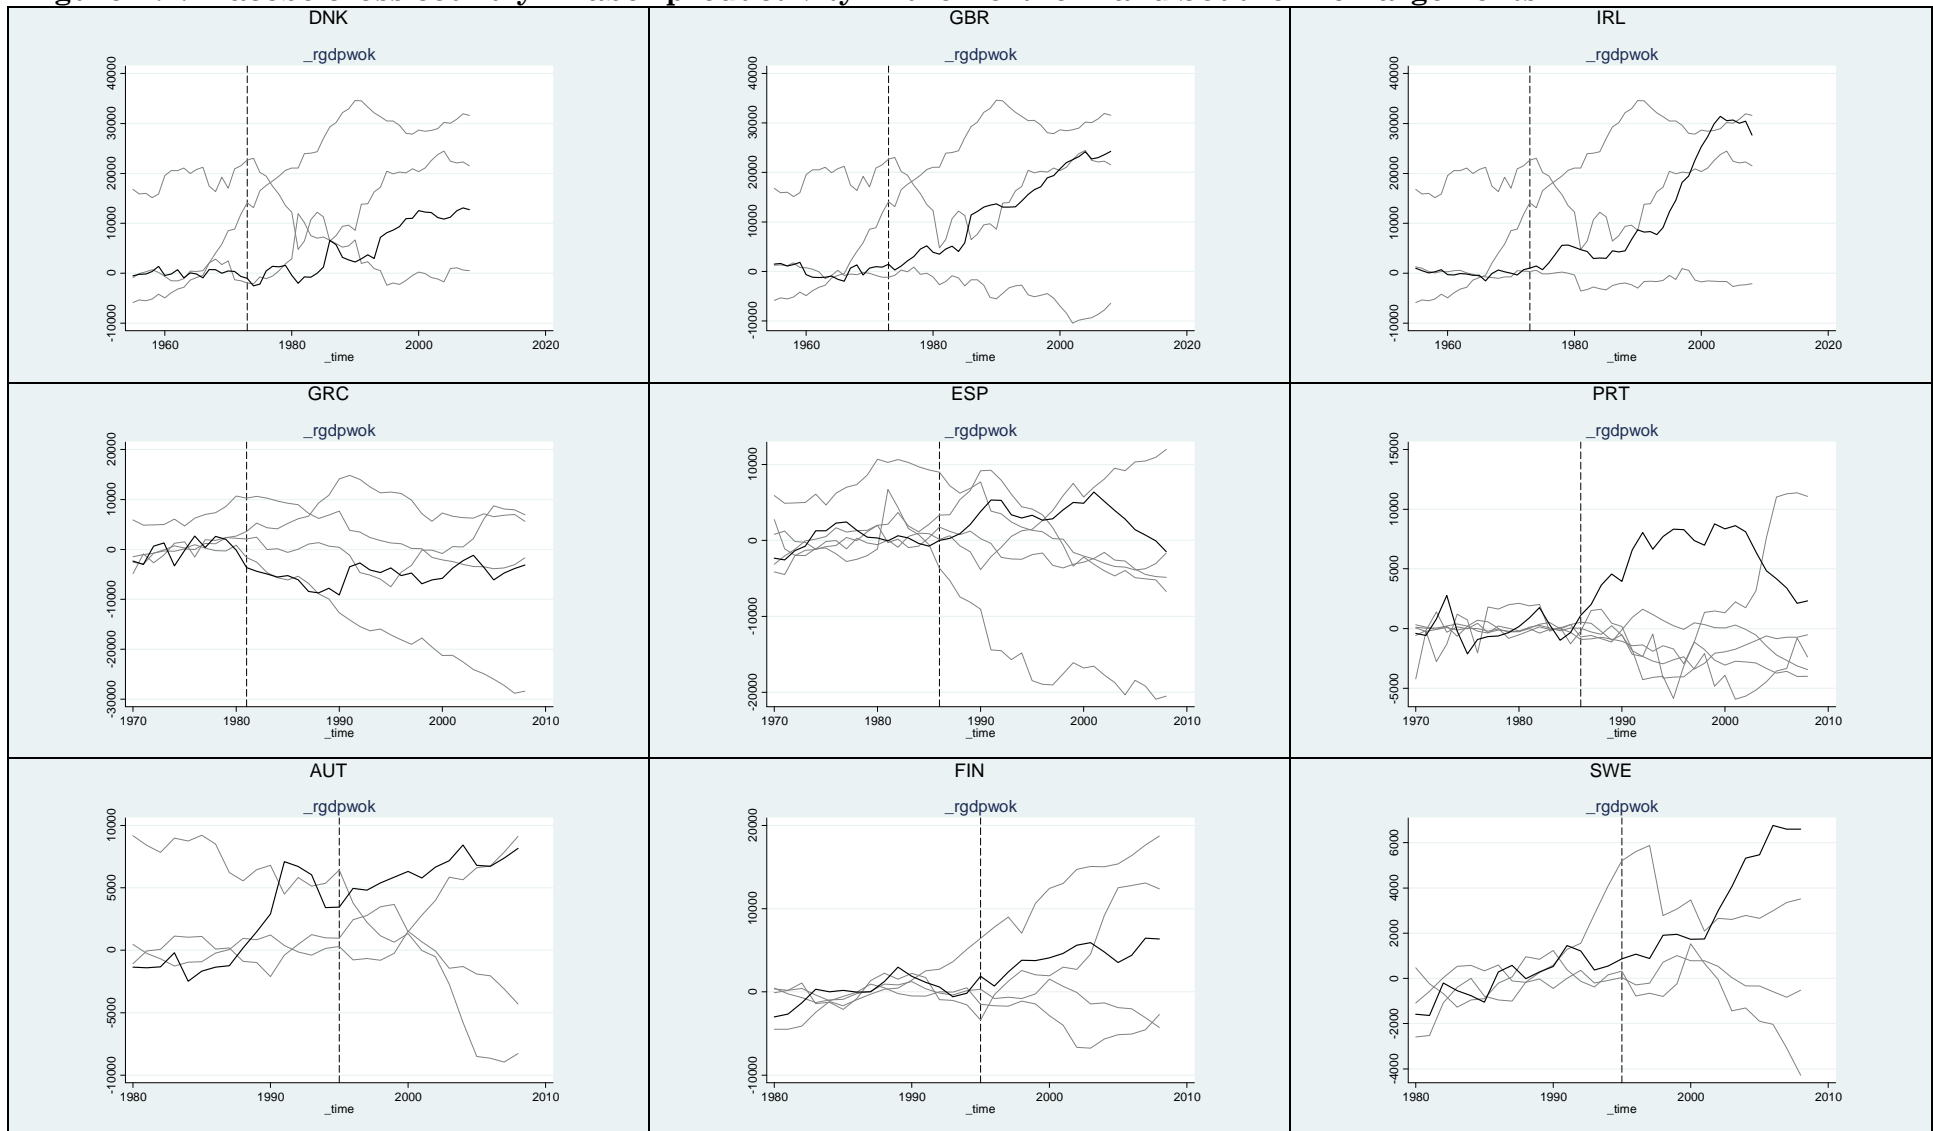 DNK
_rgdpwok
-10000 0 10000 20000 30000 40000
1960 1980 2000 2020
_time
GBR
_rgdpwok
-10000 0 10000 20000 30000 40000
1960 1980 2000 2020
_time
IRL
_rgdpwok
-10000 0 10000 20000 30000 40000
1960 1980 2000 2020
_time
GRC
_rgdpwok
-30000 -20000 -10000 0 10000 20000
1970 1980 1990 2000 2010
_time
ESP
_rgdpwok
-20000 -10000 0 10000
1970 1980 1990 2000 2010
_time
PRT
_rgdpwok
-5000 0 5000 10000 15000
1970 1980 1990 2000 2010
_time
AUT
_rgdpwok
-10000 -5000 0 5000 10000
1980 1990 2000 2010
_time
FIN
_rgdpwok
-10000 0 10000 20000
1980 1990 2000 2010
_time
SWE
_rgdpwok
-4000 -2000 0 2000 4000 6000
1980 1990 2000 2010
_time